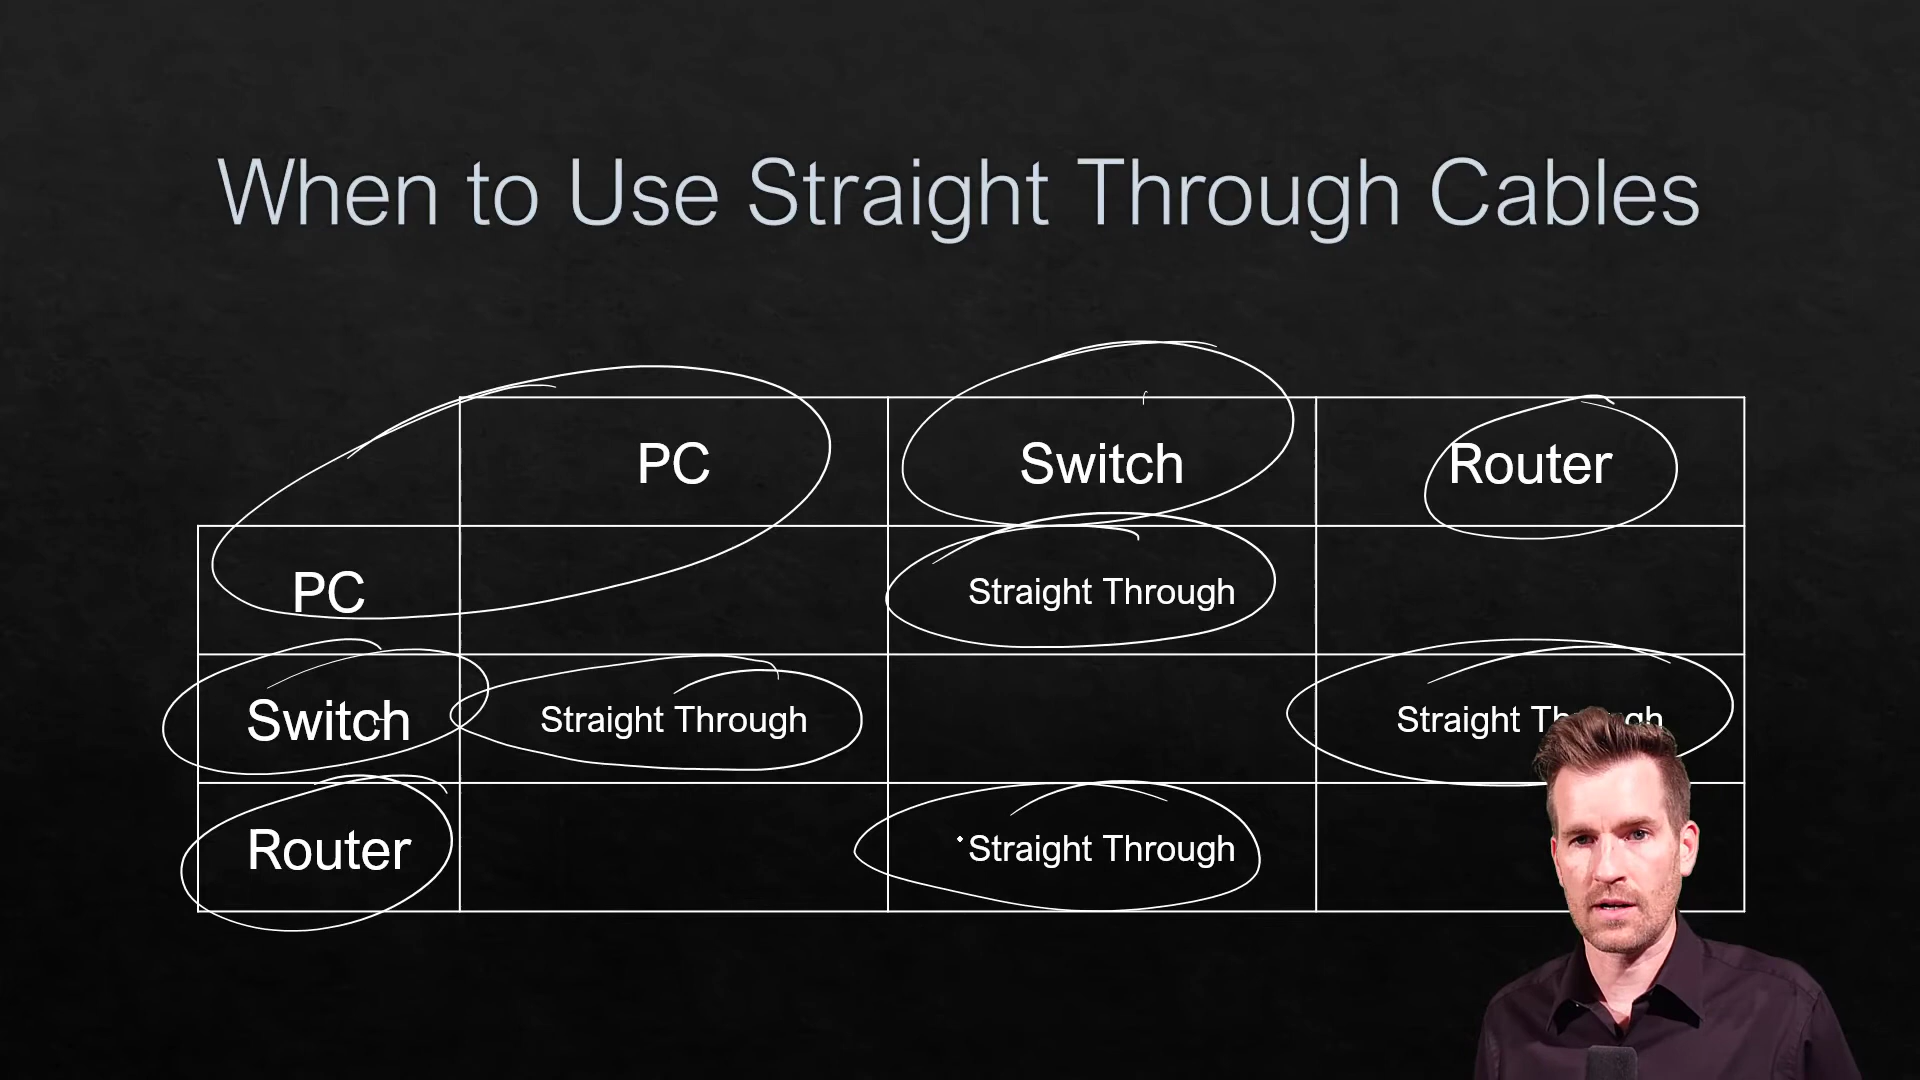 When to Use Straight Through Cables
PC Switch Router
PC Straight Through
Switch Straight Through Straight Through
Router Straight Through